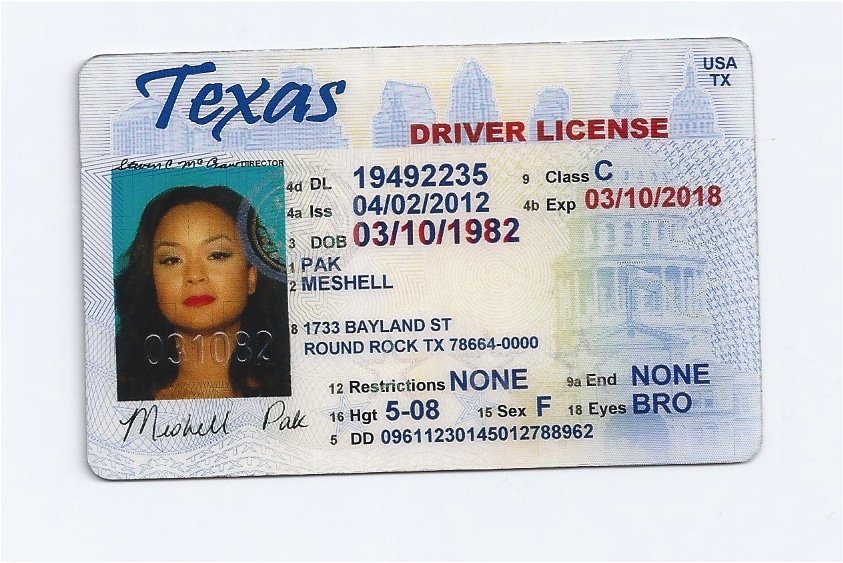 Texas
USA
TX
DRIVER LICENSE
DIRECTOR
4d DL 19492235 9 Class C
4a Iss 04/02/2012 4b Exp 03/10/2018
3 DOB 03/10/1982
1 PAK
2 MESHELL
8 1733 BAYLAND ST
ROUND ROCK TX 78664-0000
031082
12 Restrictions NONE 9a End NONE
16 Hgt 5-08 15 Sex F 18 Eyes BRO
5 DD 09611230145012788962
Meshell Pak